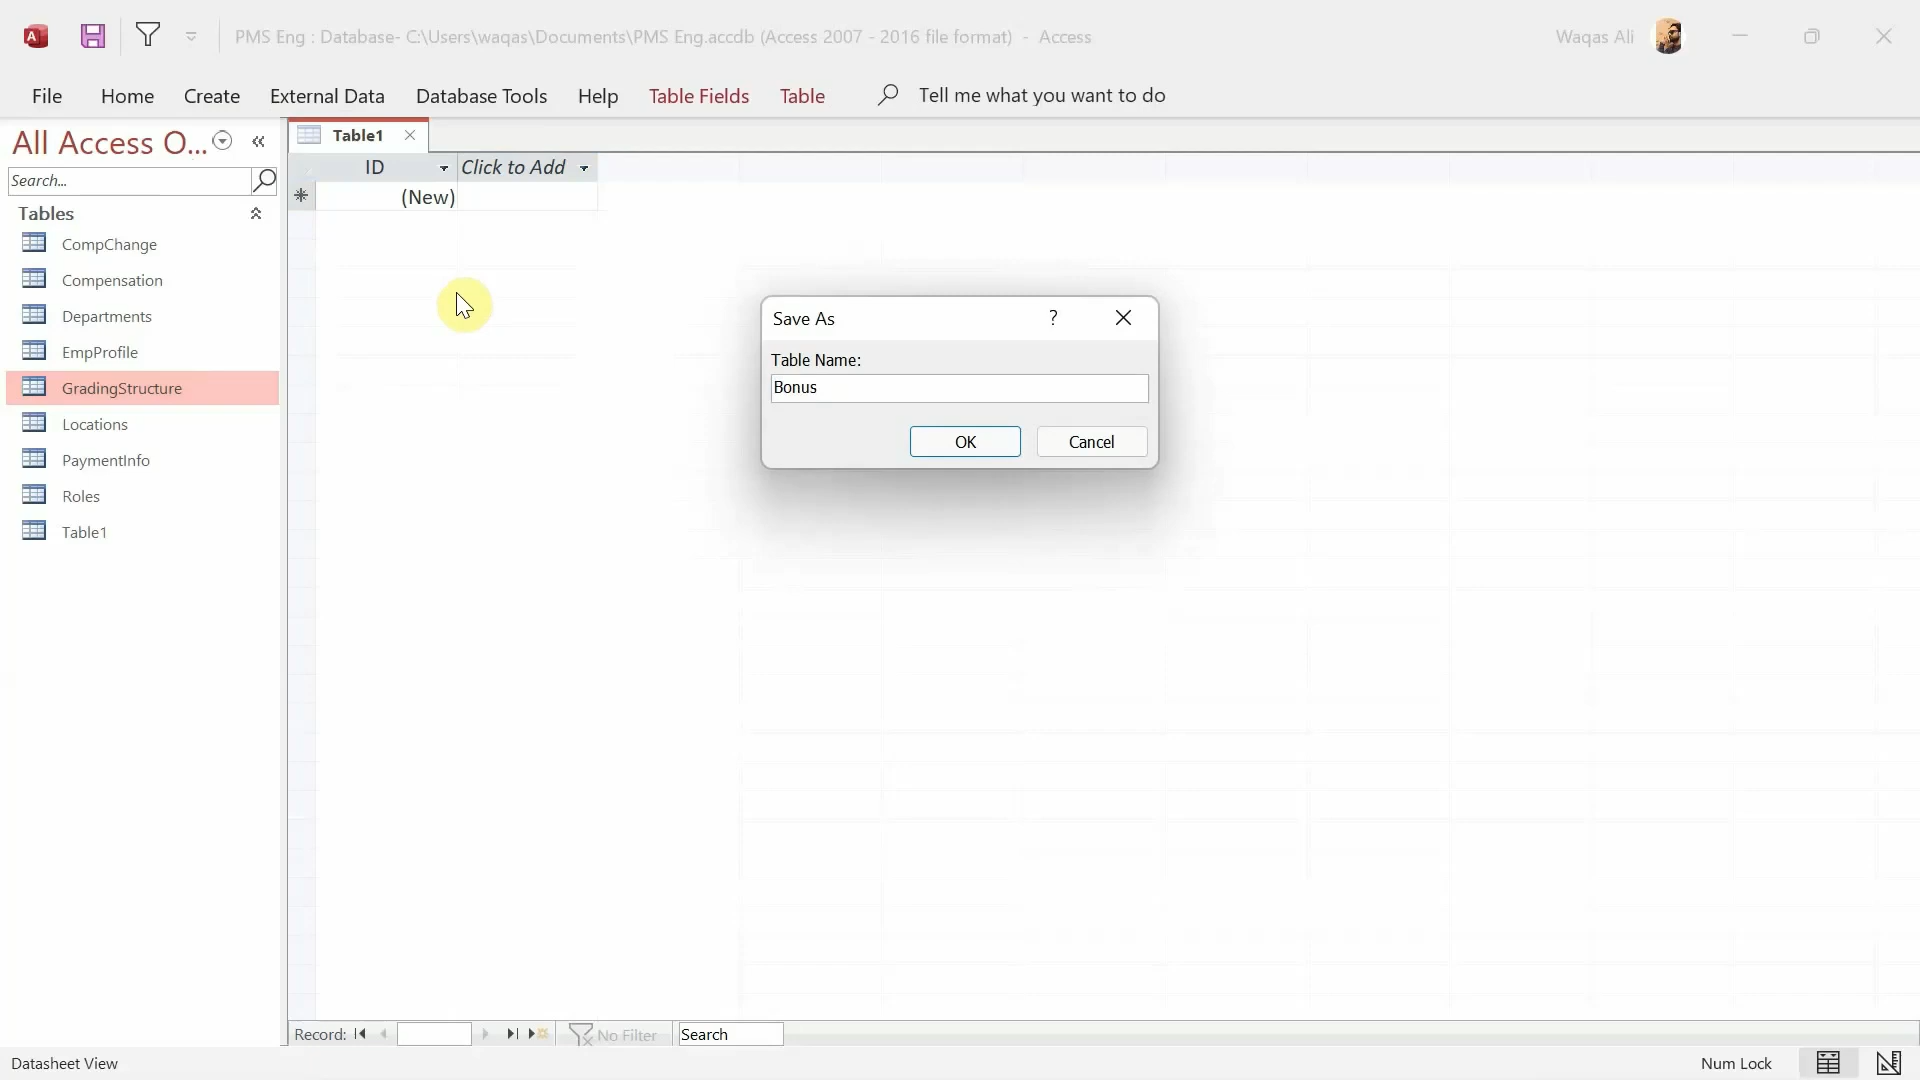 PMS Eng : Database- C:\Users\waqas\Documents\PMS Eng.accdb (Access 2007 - 2016 file format) - Access
Waqas Ali
File Home Create External Data Database Tools Help Table Fields Table Tell me what you want to do
All Access O...
Search...
Tables
CompChange
Compensation
Departments
EmpProfile
GradingStructure
Locations
PaymentInfo
Roles
Table1
Table1
ID Click to Add
(New)
Save As ?
Table Name:
Bonus
OK Cancel
Record: No Filter Search
Datasheet View Num Lock